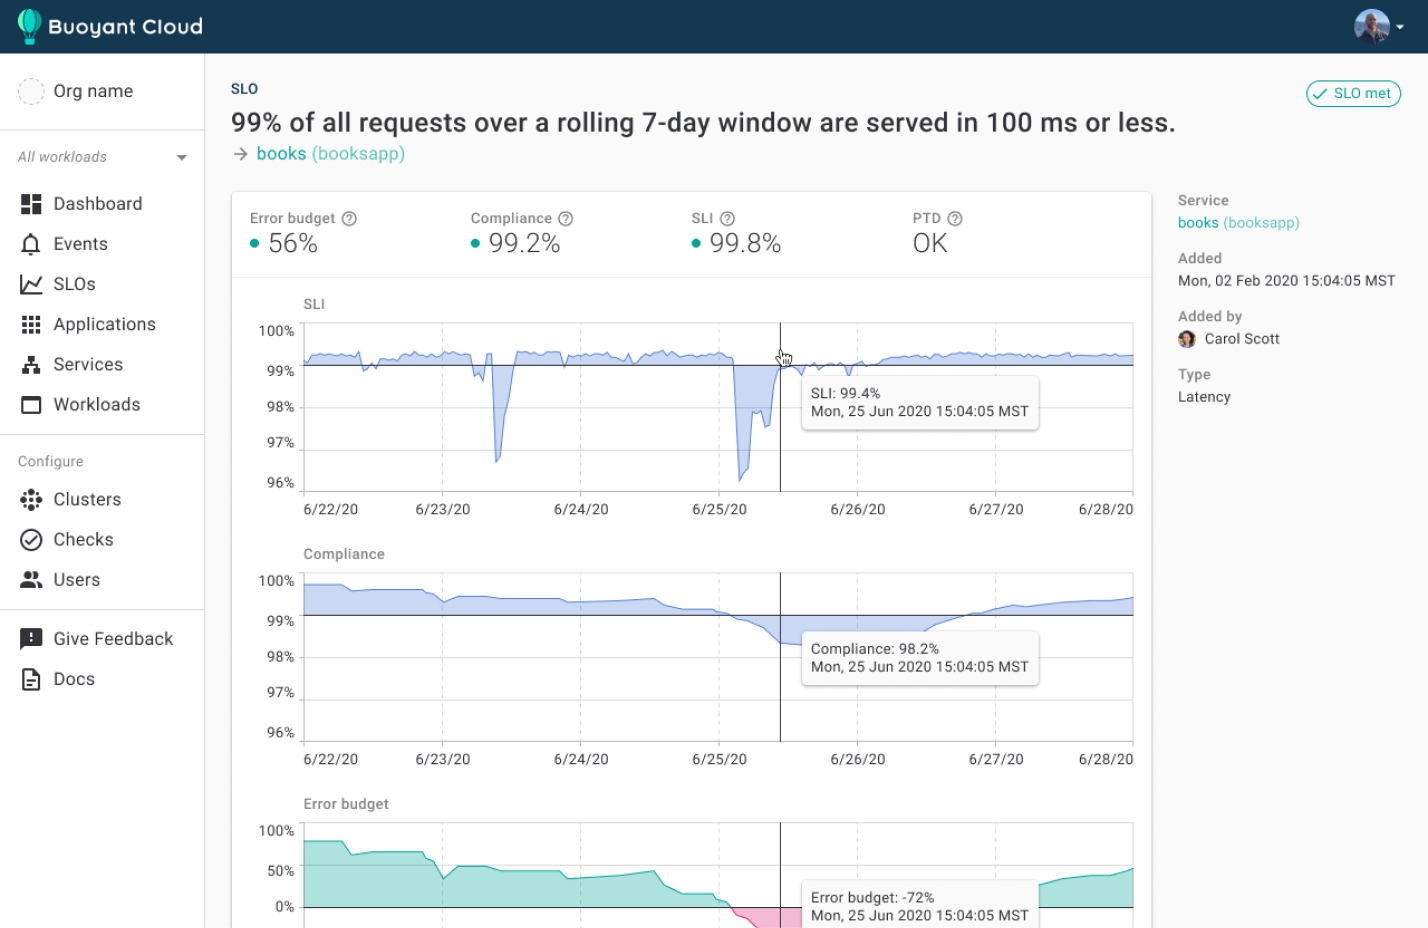 Buoyant Cloud
Org name
All workloads
Dashboard
Events
SLOs
Applications
Services
Workloads
Configure
Clusters
Checks
Users
Give Feedback
Docs
SLO
SLO met
99% of all requests over a rolling 7-day window are served in 100 ms or less.
→ books (booksapp)
Error budget ?
56%
Compliance ?
99.2%
SLI ?
99.8%
PTD ?
OK
SLI
100%
99%
98%
97%
96%
SLI: 99.4%
Mon, 25 Jun 2020 15:04:05 MST
6/22/20 6/23/20 6/24/20 6/25/20 6/26/20 6/27/20 6/28/20
Compliance
100%
99%
98%
97%
96%
Compliance: 98.2%
Mon, 25 Jun 2020 15:04:05 MST
6/22/20 6/23/20 6/24/20 6/25/20 6/26/20 6/27/20 6/28/20
Error budget
100%
50%
0%
Error budget: -72%
Mon, 25 Jun 2020 15:04:05 MST
Service
books (booksapp)
Added
Mon, 02 Feb 2020 15:04:05 MST
Added by
Carol Scott
Type
Latency